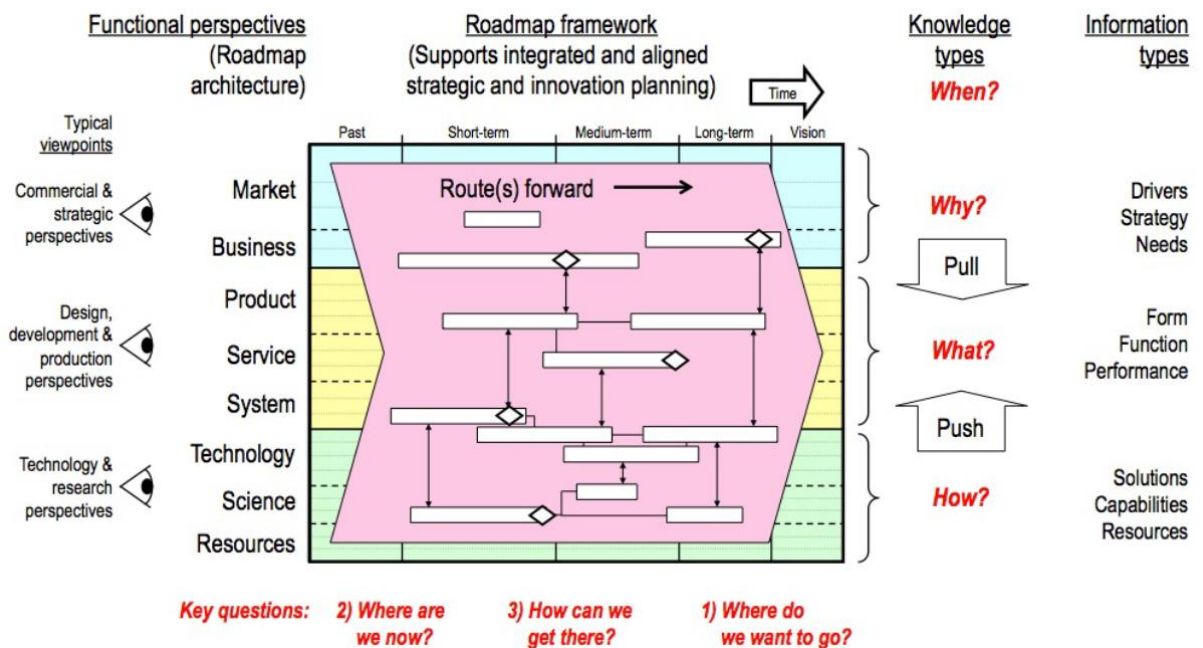 Functional perspectives
(Roadmap
architecture)
Roadmap framework
(Supports integrated and aligned
strategic and innovation planning)
Time
Knowledge
types
When?
Information
types
Typical
viewpoints
Past
Short-term
Medium-term
Long-term
Vision
Commercial &
strategic
perspectives
Market
Business
Route(s) forward
Why?
Drivers
Strategy
Needs
Pull
Design,
development &
production
perspectives
Product
Service
System
What?
Form
Function
Performance
Push
Technology &
research
perspectives
Technology
Science
Resources
How?
Solutions
Capabilities
Resources
Key questions:
2) Where are
we now?
3) How can we
get there?
1) Where do
we want to go?